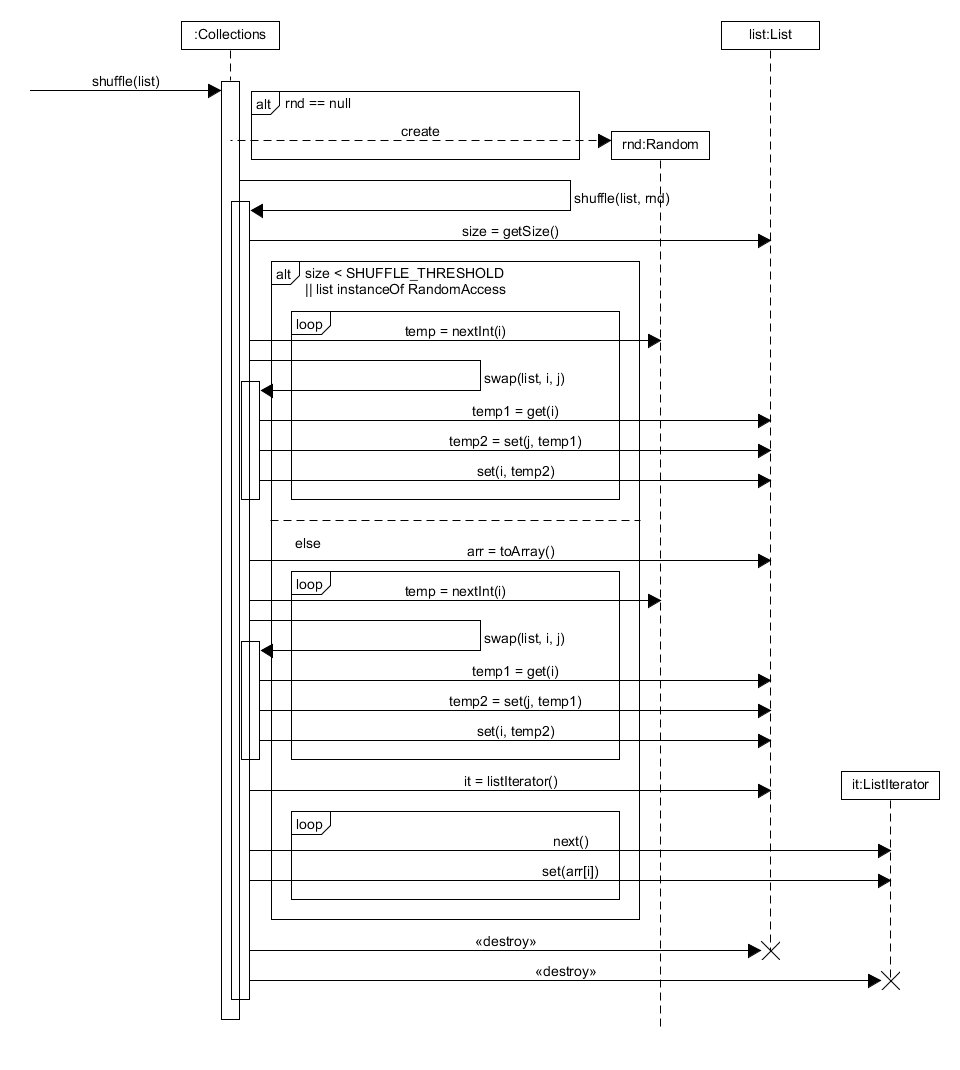 :Collections
list:List
shuffle(list)
alt
rnd == null
create
rnd:Random
shuffle(list, rnd)
size = getSize()
alt
size < SHUFFLE_THRESHOLD
|| list instanceOf RandomAccess
loop
temp = nextInt(i)
swap(list, i, j)
temp1 = get(i)
temp2 = set(j, temp1)
set(i, temp2)
else
arr = toArray()
loop
temp = nextInt(i)
swap(list, i, j)
temp1 = get(i)
temp2 = set(j, temp1)
set(i, temp2)
it = listIterator()
it:ListIterator
loop
next()
set(arr[i])
«destroy»
«destroy»